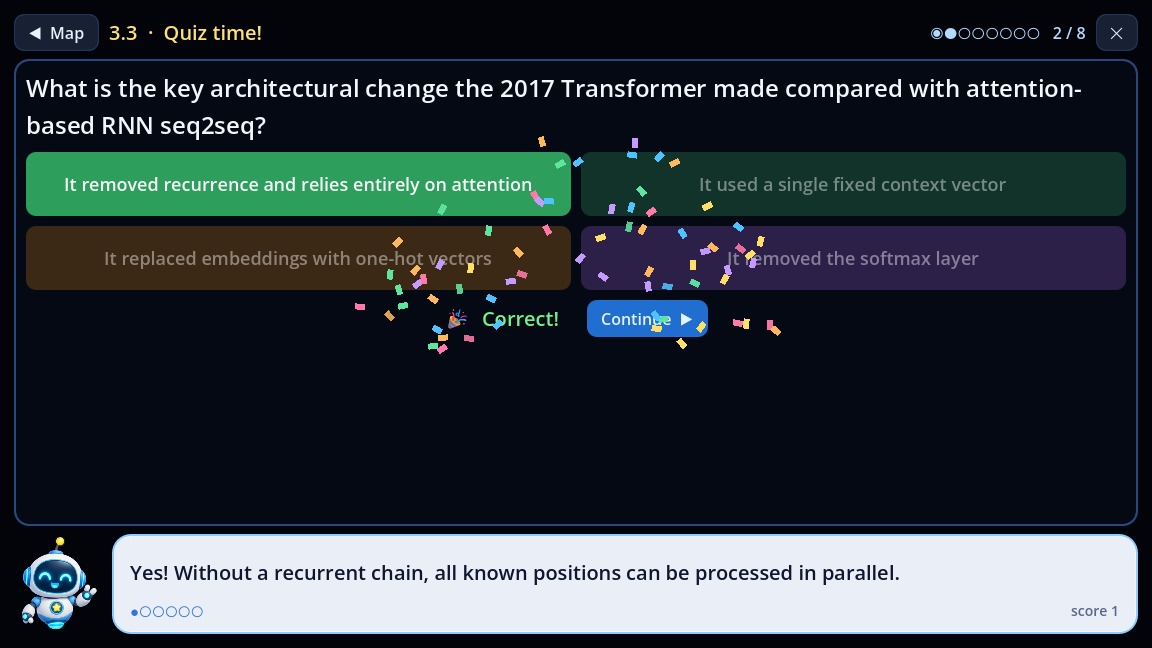 ◀ Map
3.3 · Quiz time!
2 / 8
What is the key architectural change the 2017 Transformer made compared with attention-
based RNN seq2seq?
It removed recurrence and relies entirely on attention
It used a single fixed context vector
It replaced embeddings with one-hot vectors
It removed the softmax layer
Correct!
Continue ▶
Yes! Without a recurrent chain, all known positions can be processed in parallel.
score 1